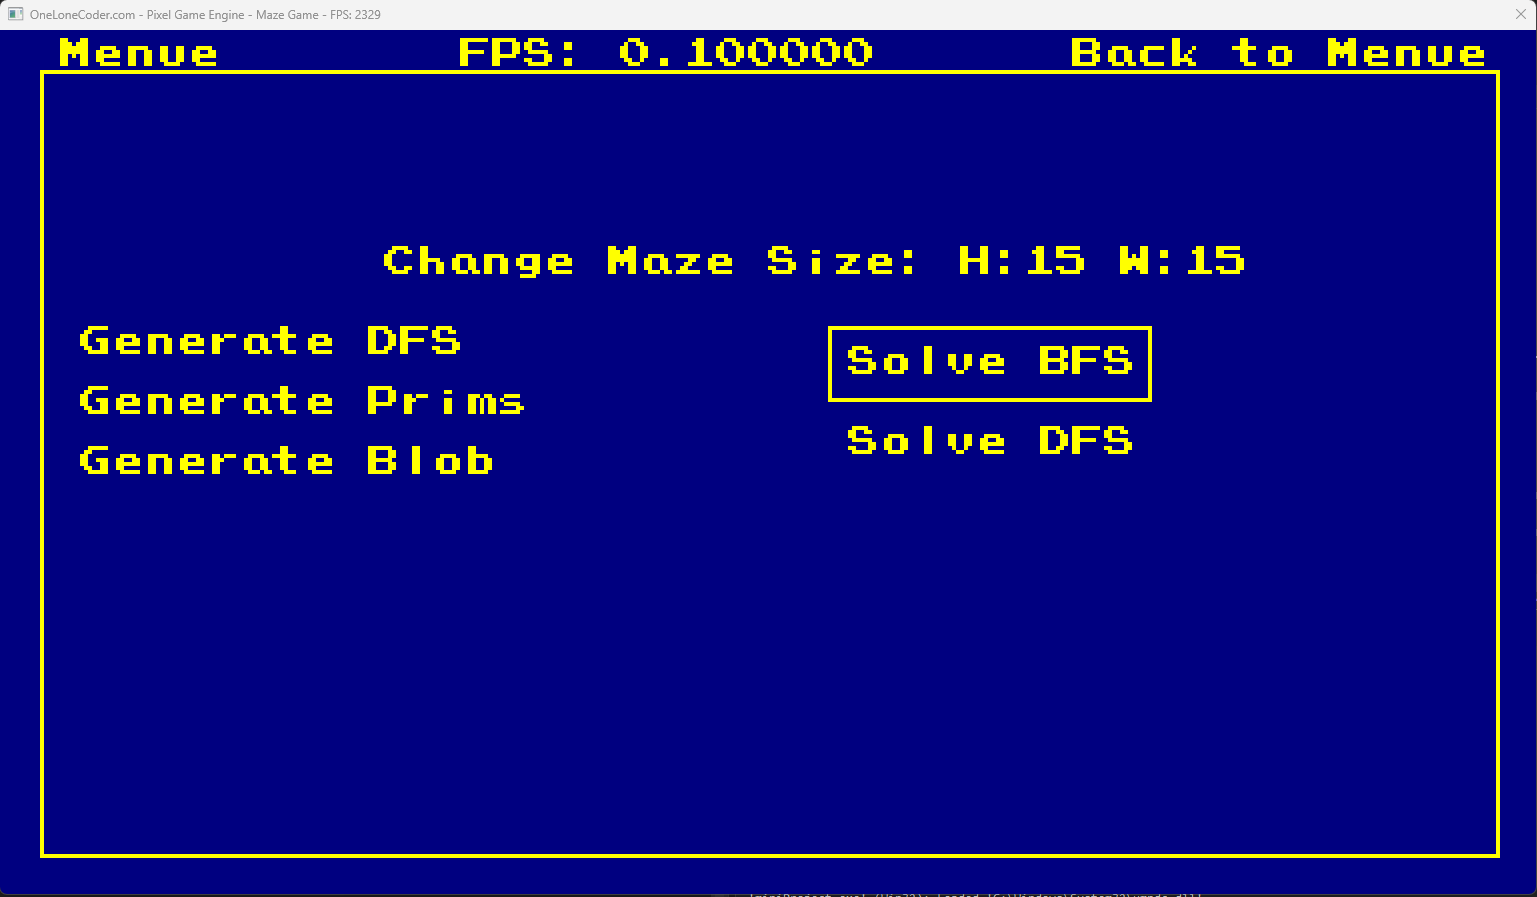 OneLoneCoder.com - Pixel Game Engine - Maze Game - FPS: 2329
Menue FPS: 0.100000 Back to Menue
Change Maze Size: H:15 W:15
Generate DFS
Solve BFS
Generate Prims
Solve DFS
Generate Blob